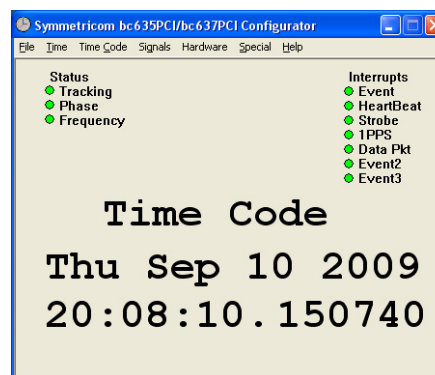 Symmetricom bc635PCI/bc637PCI Configurator
File Time Time Code Signals Hardware Special Help
Status
Tracking
Phase
Frequency
Interrupts
Event
HeartBeat
Strobe
1PPS
Data Pkt
Event2
Event3
Time Code
Thu Sep 10 2009
20:08:10.150740